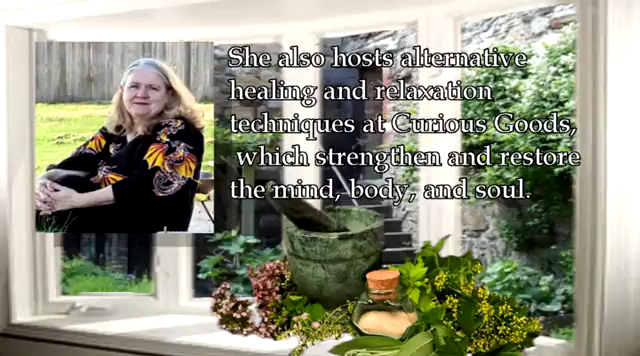 She also hosts alternative
healing and relaxation
techniques at Curious Goods,
which strengthen and restore
the mind, body, and soul.